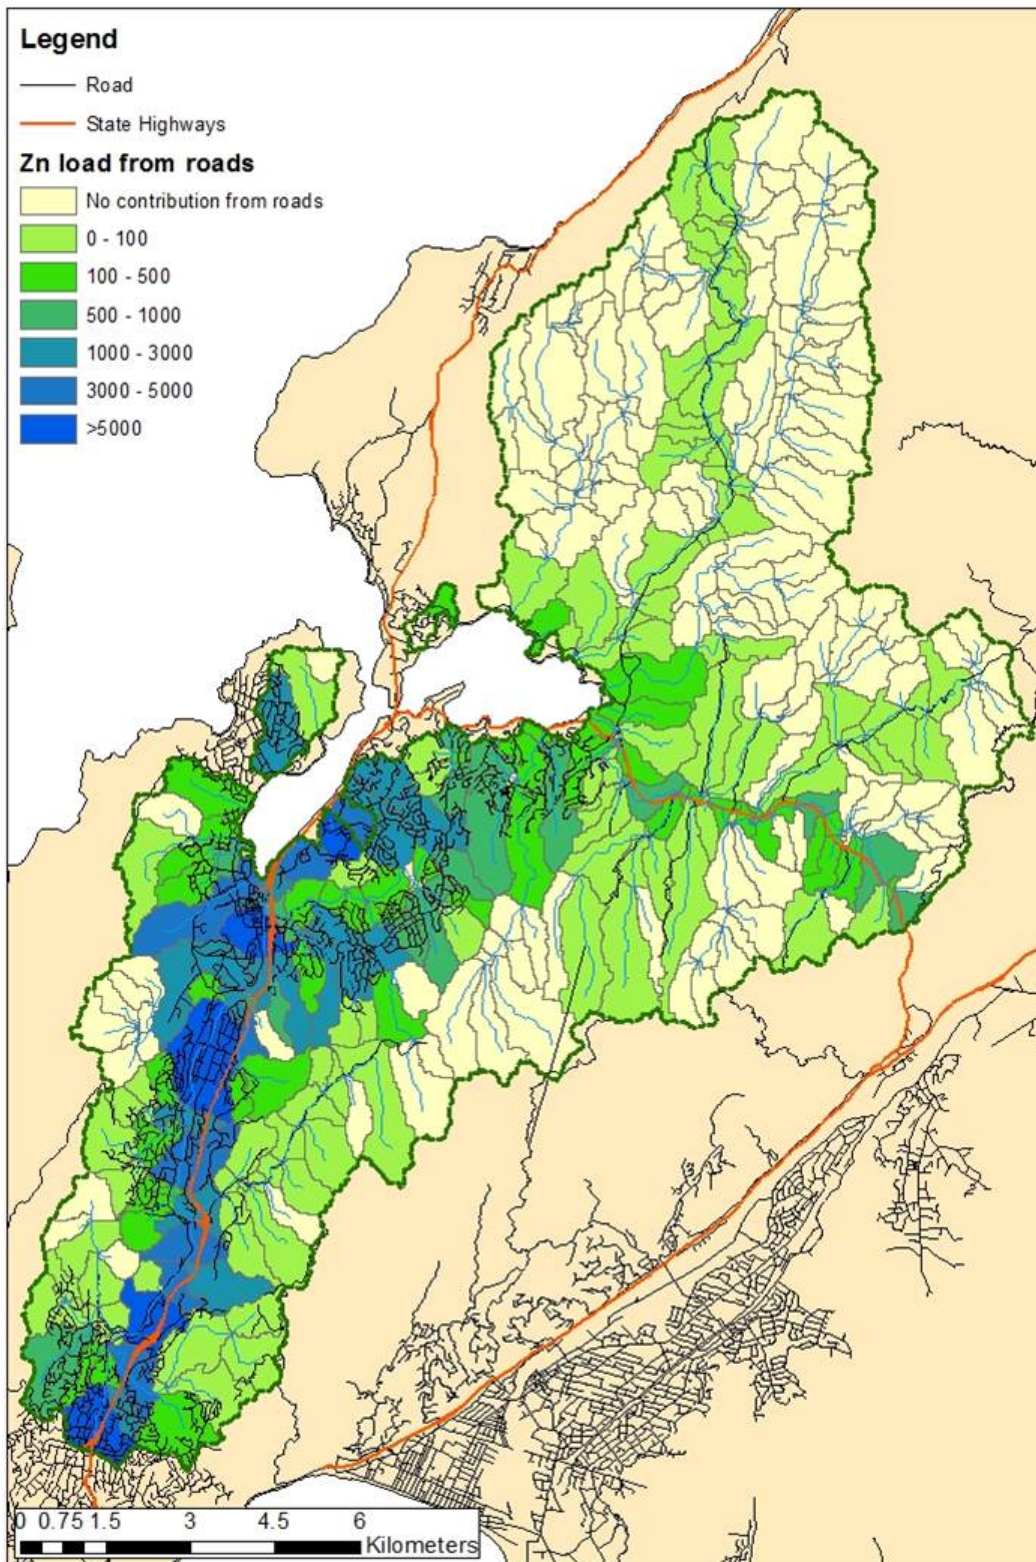 Legend
Road
State Highways
Zn load from roads
No contribution from roads
0 - 100
100 - 500
500 - 1000
1000 - 3000
3000 - 5000
>5000
0 0.75 1.5 3 4.5 6
Kilometers